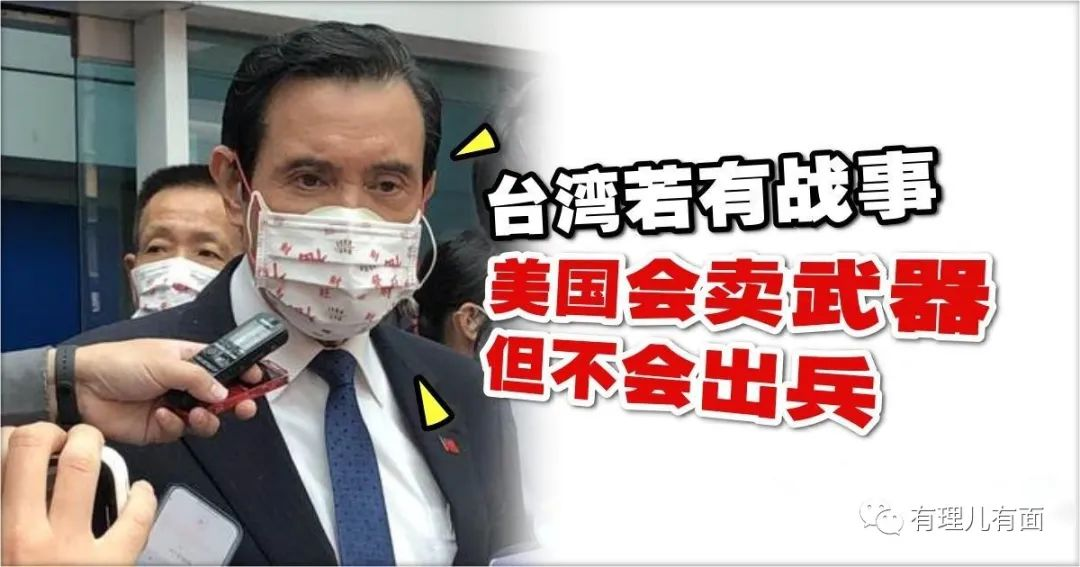 台湾若有战事
美国会卖武器
但不会出兵
有理儿有面